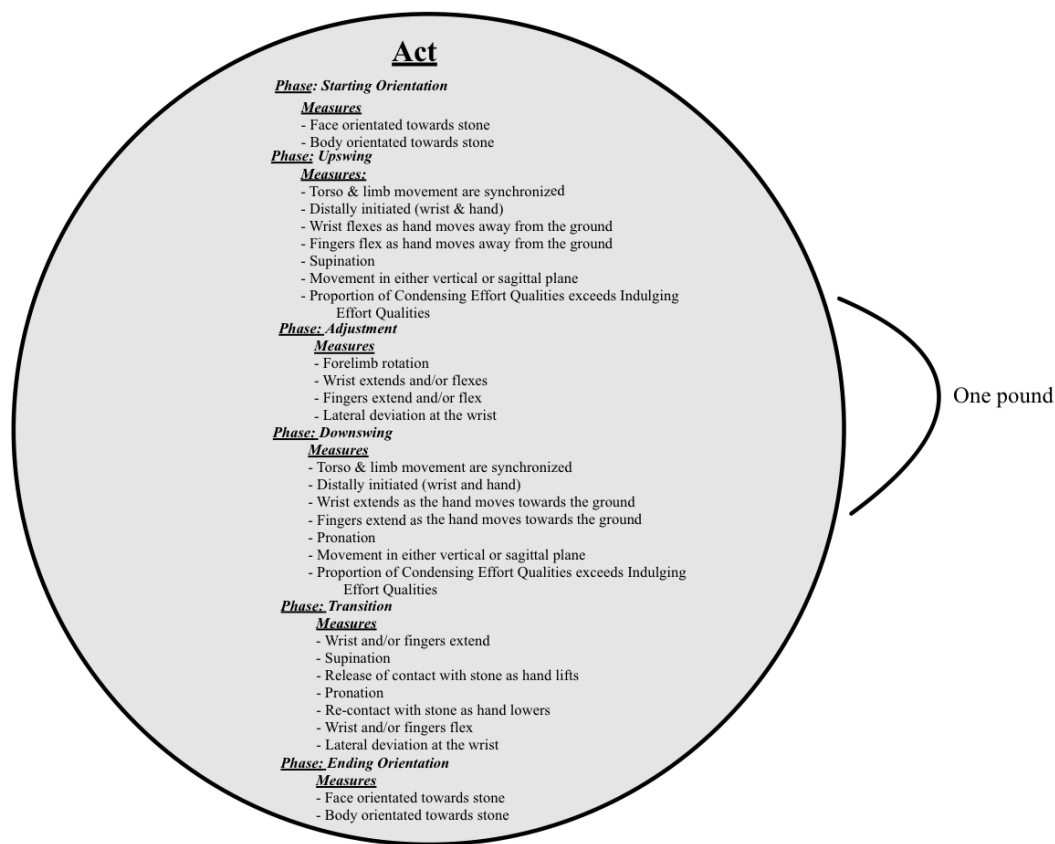 Act
Phase: Starting Orientation
Measures
- Face orientated towards stone
- Body orientated towards stone
Phase: Upswing
Measures:
- Torso & limb movement are synchronized
- Distally initiated (wrist & hand)
- Wrist flexes as hand moves away from the ground
- Fingers flex as hand moves away from the ground
- Supination
- Movement in either vertical or sagittal plane
- Proportion of Condensing Effort Qualities exceeds Indulging
Effort Qualities
Phase: Adjustment
Measures
- Forelimb rotation
- Wrist extends and/or flexes
- Fingers extend and/or flex
- Lateral deviation at the wrist
Phase: Downswing
Measures
- Torso & limb movement are synchronized
- Distally initiated (wrist and hand)
- Wrist extends as the hand moves towards the ground
- Fingers extend as the hand moves towards the ground
- Pronation
- Movement in either vertical or sagittal plane
- Proportion of Condensing Effort Qualities exceeds Indulging
Effort Qualities
Phase: Transition
Measures
- Wrist and/or fingers extend
- Supination
- Release of contact with stone as hand lifts
- Pronation
- Re-contact with stone as hand lowers
- Wrist and/or fingers flex
- Lateral deviation at the wrist
Phase: Ending Orientation
Measures
- Face orientated towards stone
- Body orientated towards stone
One pound